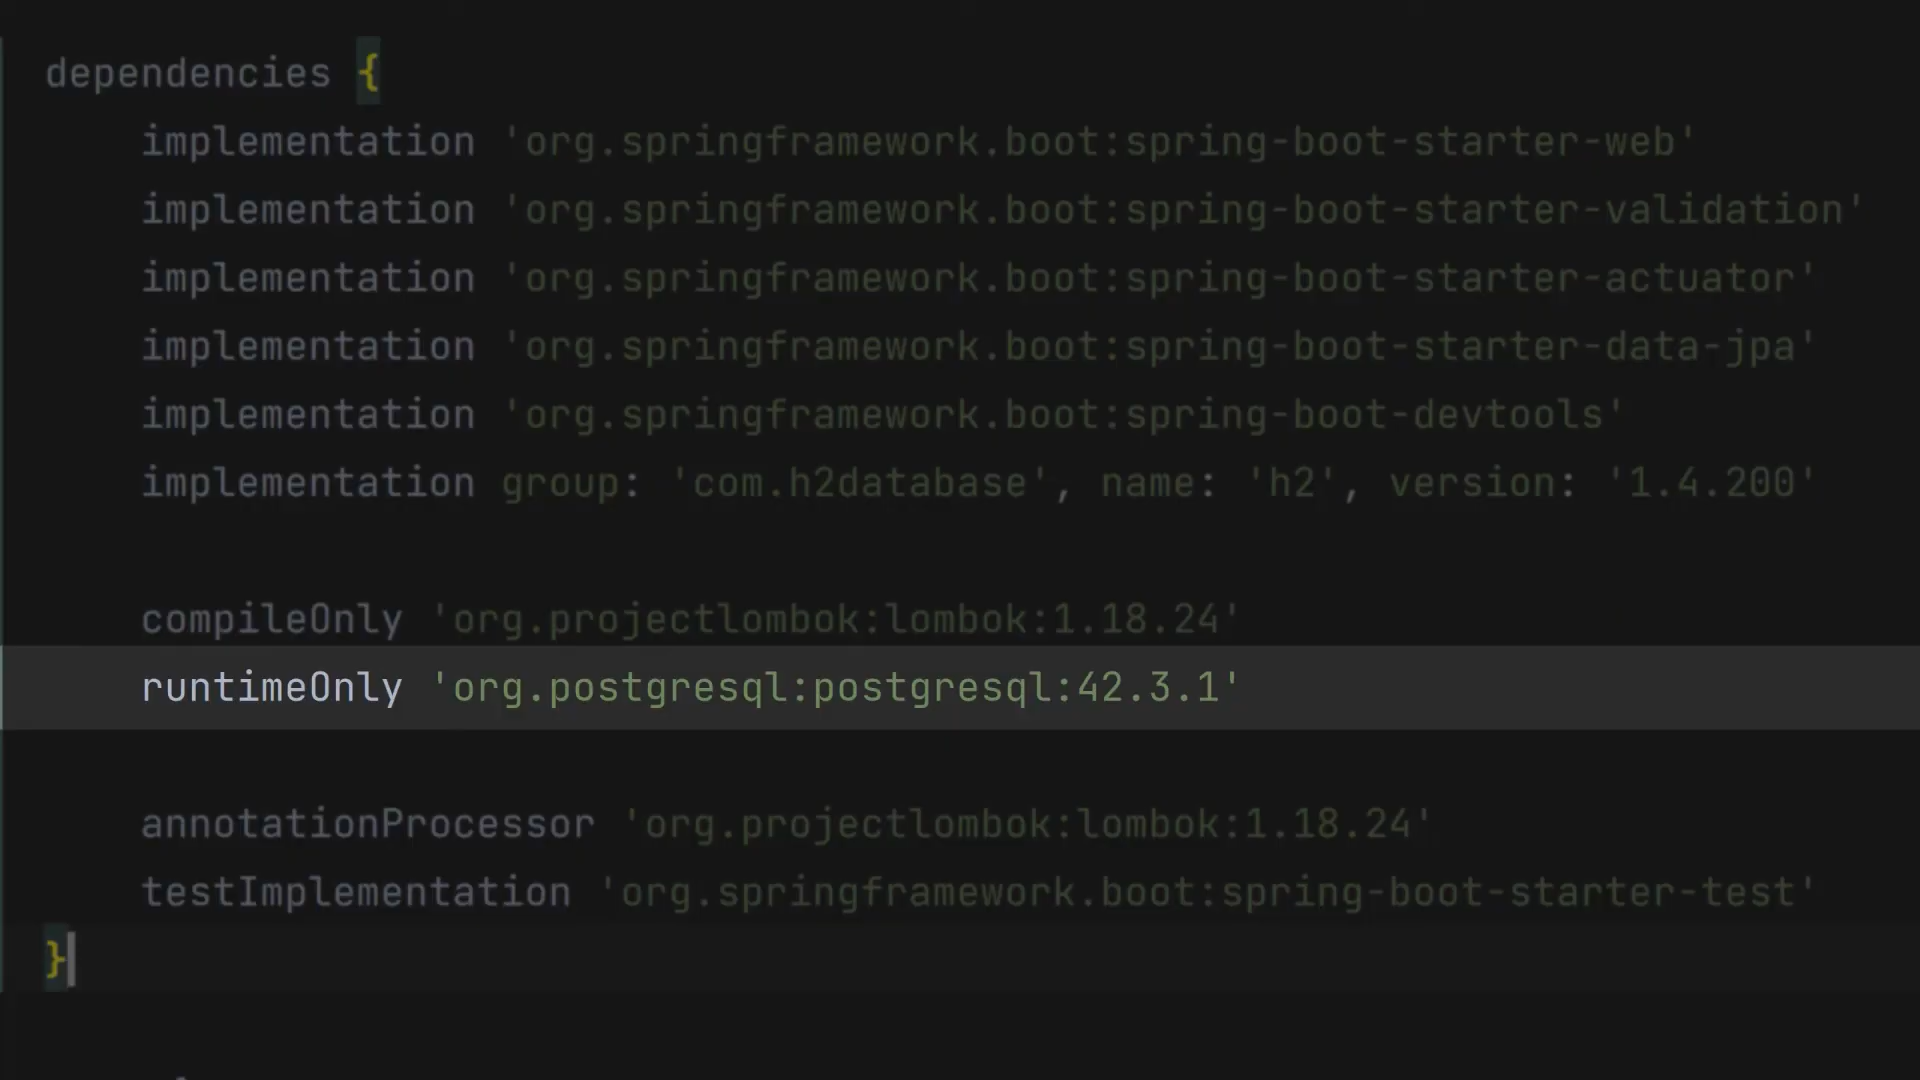 dependencies {
    implementation 'org.springframework.boot:spring-boot-starter-web'
    implementation 'org.springframework.boot:spring-boot-starter-validation'
    implementation 'org.springframework.boot:spring-boot-starter-actuator'
    implementation 'org.springframework.boot:spring-boot-starter-data-jpa'
    implementation 'org.springframework.boot:spring-boot-devtools'
    implementation group: 'com.h2database', name: 'h2', version: '1.4.200'
    compileOnly 'org.projectlombok:lombok:1.18.24'
    runtimeOnly 'org.postgresql:postgresql:42.3.1'
    annotationProcessor 'org.projectlombok:lombok:1.18.24'
    testImplementation 'org.springframework.boot:spring-boot-starter-test'
}